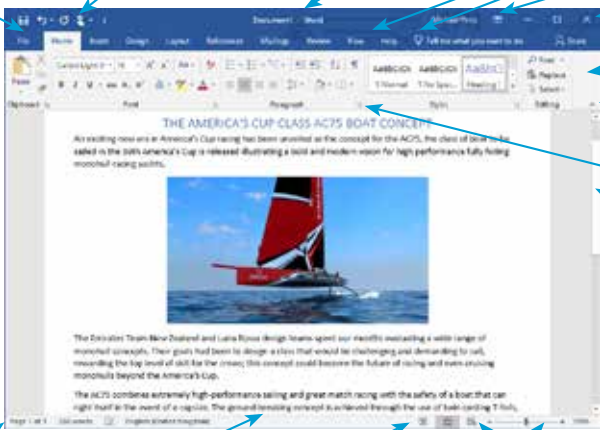 Document - Word
File Home Insert Design Layout References Mailings Review View Help Tell me what you want to do Share
Calibri Light
Find
Replace
Paste
AaBbCcDc AaBbCcDc AaBbCc
Normal No Spac... Heading
Select
Clipboard Font Paragraph Styles Editing
THE AMERICA'S CUP CLASS AC75 BOAT CONCEPT
An exciting new era in America's Cup racing has been unveiled as the concept for the AC75, the class of boat to be
sailed in the 36th America's Cup is released illustrating a bold and modern vision for high performance fully foiling
monohull racing yachts.
The Emirates Team New Zealand and Luna Rossa design teams spent our months evaluating a wide range of
monohull concepts. Their goals had been to design a class that would be challenging and demanding to sail,
rewarding the top level of skill for the crews; this concept could become the future of racing and even cruising
monohulls beyond the America's Cup.
The AC75 combines extremely high-performance sailing and great match racing with the safety of a boat that can
right itself in the event of a capsize. The ground-breaking concept is achieved through the use of twin canting T-foils,
Page 1 of 1 words English (United Kingdom)